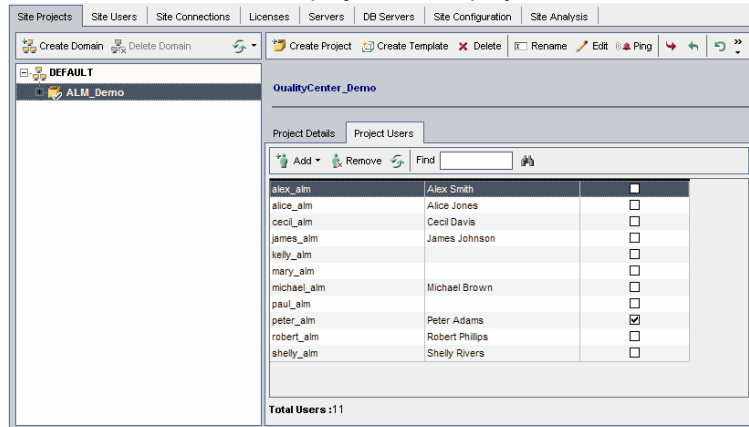 Site Projects Site Users Site Connections Licenses Servers DB Servers Site Configuration Site Analysis
Create Domain Delete Domain Create Project Create Template Delete Rename Edit Ping
DEFAULT
ALM_Demo
QualityCenter_Demo
Project Details Project Users
Add Remove Find
alex_alm Alex Smith
alice_alm Alice Jones
cecil_alm Cecil Davis
james_alm James Johnson
kelly_alm
mary_alm
michael_alm Michael Brown
paul_alm
peter_alm Peter Adams
robert_alm Robert Phillips
shelly_alm Shelly Rivers
Total Users :11